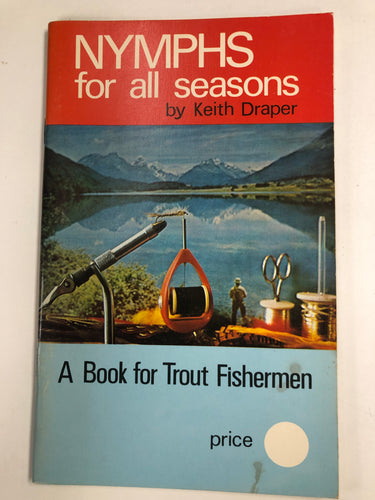 NYMPHS
for all seasons
by Keith Draper
A Book for Trout Fishermen
price